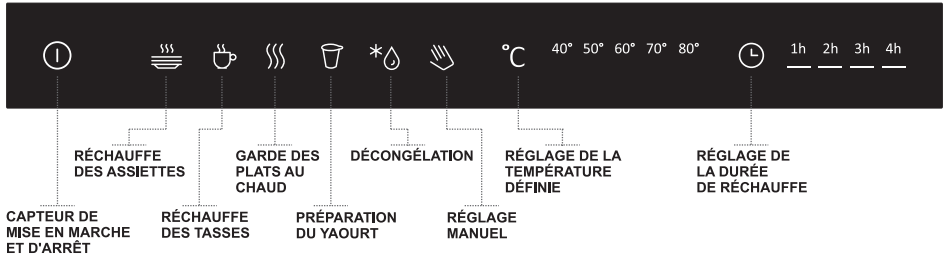 °C 40° 50° 60° 70° 80° 1h 2h 3h 4h
RÉCHAUFFE
DES ASSIETTES
GARDE DES
PLATS AU
CHAUD
DÉCONGÉLATION
RÉGLAGE DE LA
TEMPÉRATURE
DÉFINIE
RÉGLAGE DE
LA DURÉE
DE RÉCHAUFFE
CAPTEUR DE
MISE EN MARCHE
ET D'ARRÊT
RÉCHAUFFE
DES TASSES
PRÉPARATION
DU YAOURT
RÉGLAGE
MANUEL